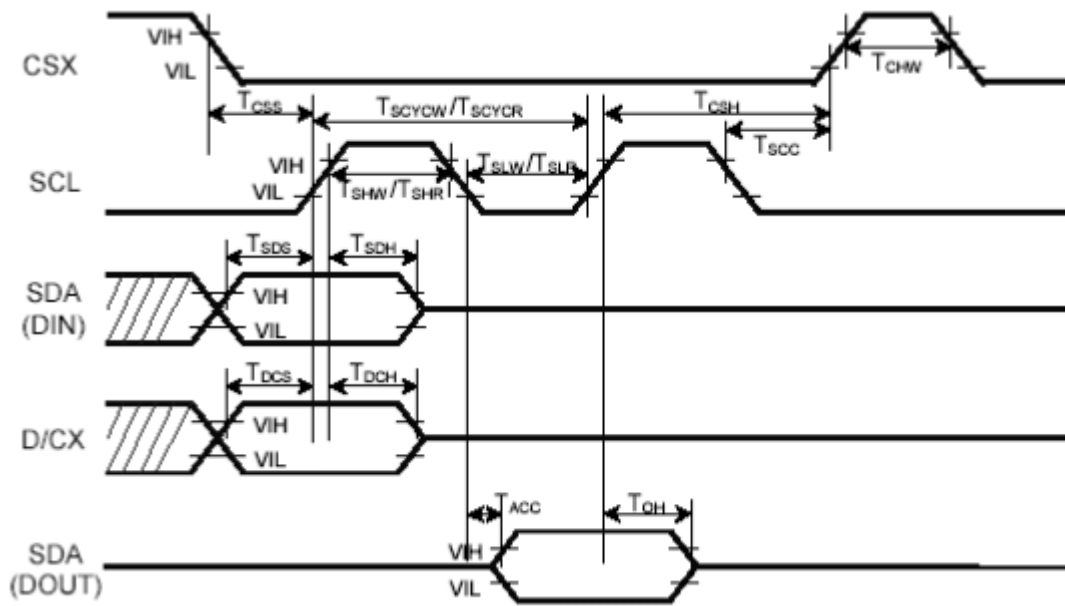 CSX
VIH
VIL
TCHW
TCSS
TSCYCW/TSCYCR
TCSH
TSCC
SCL
VIH
VIL
TSHW/TSHR
TSLW/TSLR
SDA
(DIN)
TSDS
TSDH
VIH
VIL
D/CX
TDCS
TDCH
VIH
VIL
SDA
(DOUT)
TACC
TOH
VIH
VIL